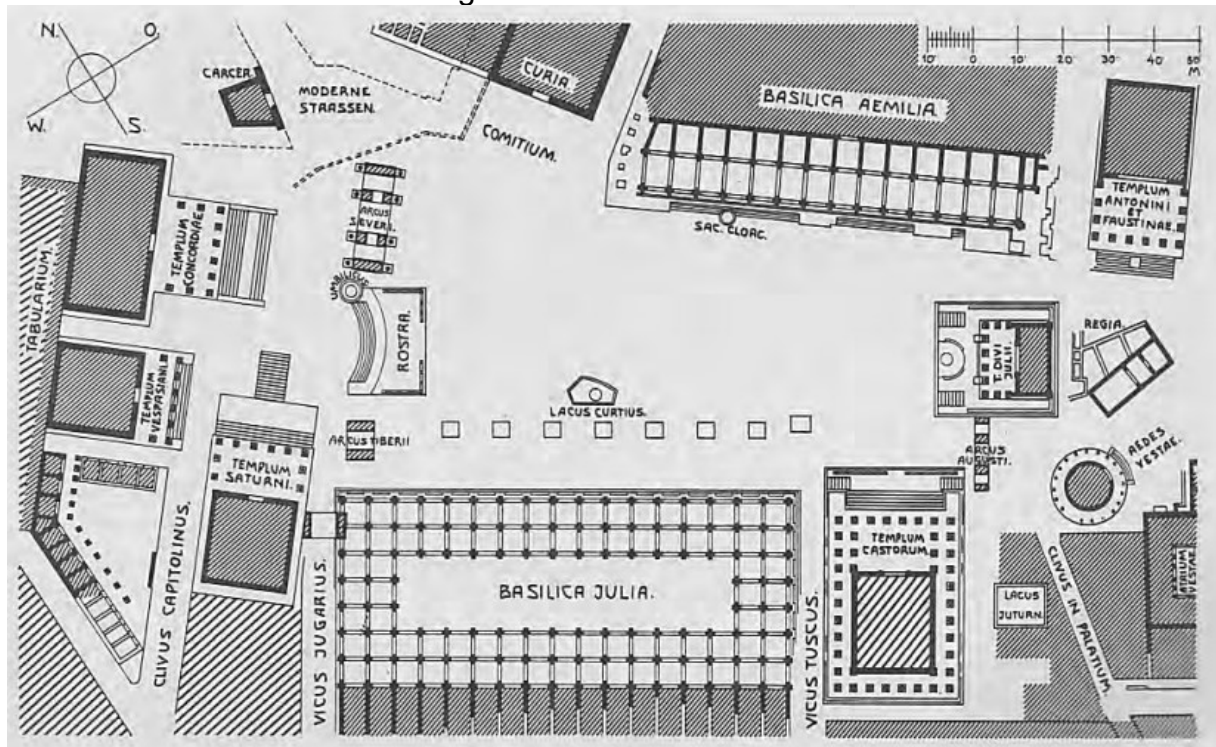 N.
O.
W.
S.
CARCER
MODERNE
STRASSEN.
CURIA
COMITIUM.
BASILICA AEMILIA.
10' 0 10' 20' 30' 40' 50'
M
TEMPLUM
ANTONINI
ET
FAUSTINAE.
SAC. CLOAC.
ARCUS
SEVERI.
TEMPLUM
CONCORDIAE
TABULARIUM.
UMBILICUS
ROSTRA.
TEMPLUM
VESPASIANI.
LACUS CURTIUS.
T. DIVI
JULII.
REGIA.
ARCUS TIBERII
ARCUS
AUGUSTI.
AEDES
VESTAE.
TEMPLUM
SATURNI.
TEMPLUM
CASTORUM.
BASILICA JULIA.
CLIVUS CAPITOLINUS.
VICUS JUGARIUS.
VICUS TUSCUS.
LACUS
JUTURN.
CLIVUS IN PALATIUM.
ATRIUM
VESTAE.